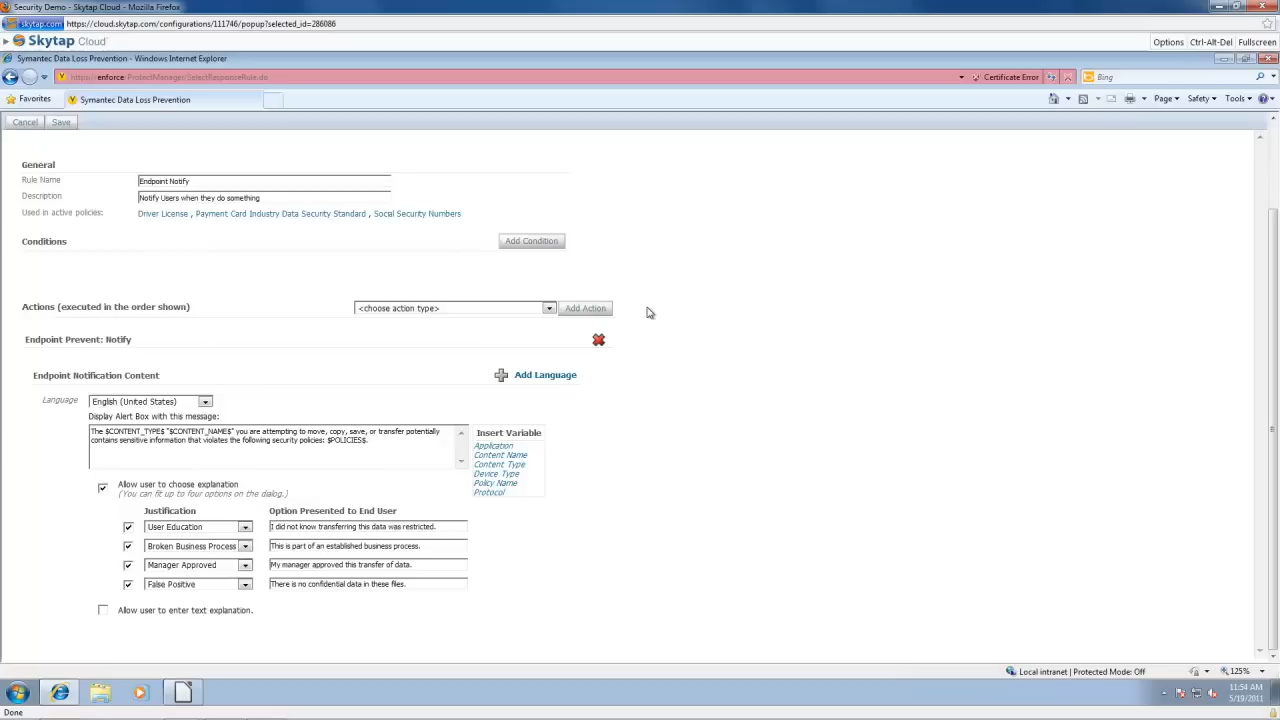 Security Demo - Skytap Cloud - Mozilla Firefox
skytap.com https://cloud.skytap.com/configurations/111746/popup?selected_id=286086
Skytap Cloud
Options Ctrl-Alt-Del Fullscreen
Symantec Data Loss Prevention - Windows Internet Explorer
https://enforce/ProtectManager/SelectResponseRule.do
Certificate Error
Bing
Favorites
Symantec Data Loss Prevention
Page
Safety
Tools
Cancel
Save
General
Rule Name Endpoint Notify
Description Notify Users when they do something
Used in active policies: Driver License , Payment Card Industry Data Security Standard , Social Security Numbers
Conditions
Add Condition
Actions (executed in the order shown)
<choose action type>
Add Action
Endpoint Prevent: Notify
Endpoint Notification Content
Add Language
Language English (United States)
Display Alert Box with this message:
The $CONTENT_TYPE$ "$CONTENT_NAME$" you are attempting to move, copy, save, or transfer potentially
contains sensitive information that violates the following security policies: $POLICIES$.
Insert Variable
Application
Content Name
Content Type
Device Type
Policy Name
Protocol
Allow user to choose explanation
(You can fit up to four options on the dialog.)
Justification Option Presented to End User
User Education I did not know transferring this data was restricted.
Broken Business Process This is part of an established business process.
Manager Approved My manager approved this transfer of data.
False Positive There is no confidential data in these files.
Allow user to enter text explanation.
Local intranet | Protected Mode: Off
125%
11:54 AM
5/19/2011
Done